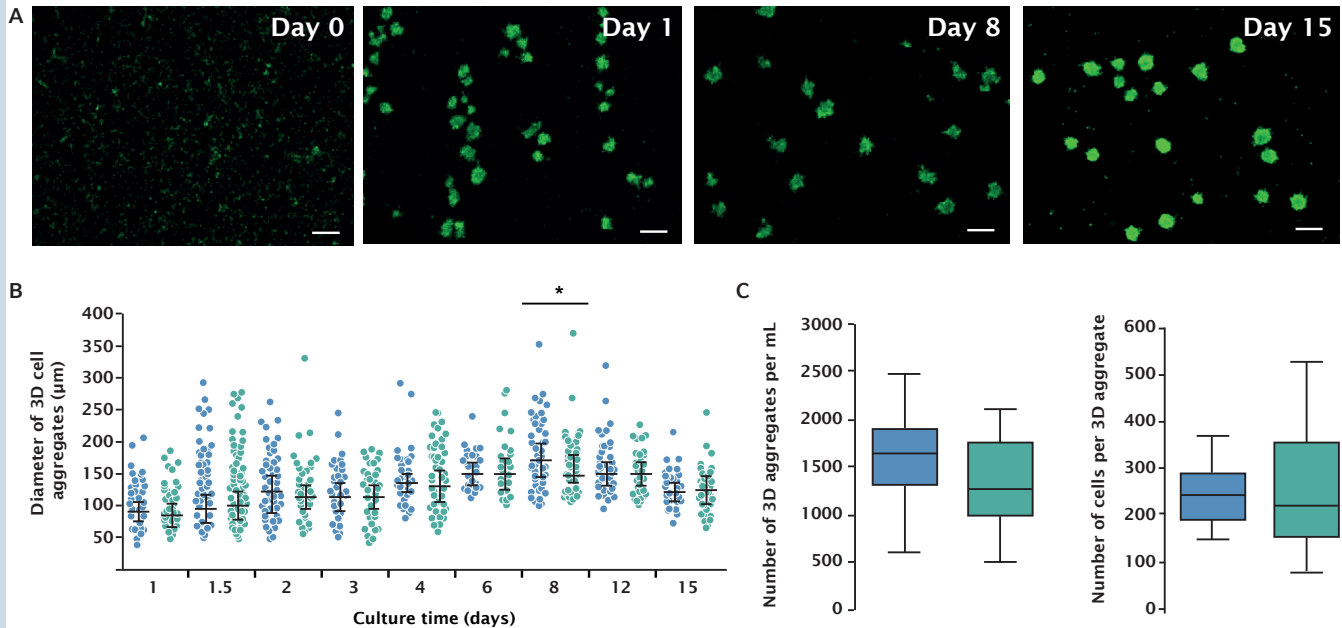 A
Day 0
Day 1
Day 8
Day 15
B
Diameter of 3D cell
aggregates (μm)
400
350
300
250
200
150
100
50
*
1
1.5
2
3
4
6
8
12
15
Culture time (days)
C
Number of 3D aggregates per mL
3000
2500
2000
1500
1000
500
0
Number of cells per 3D aggregate
600
500
400
300
200
100
0